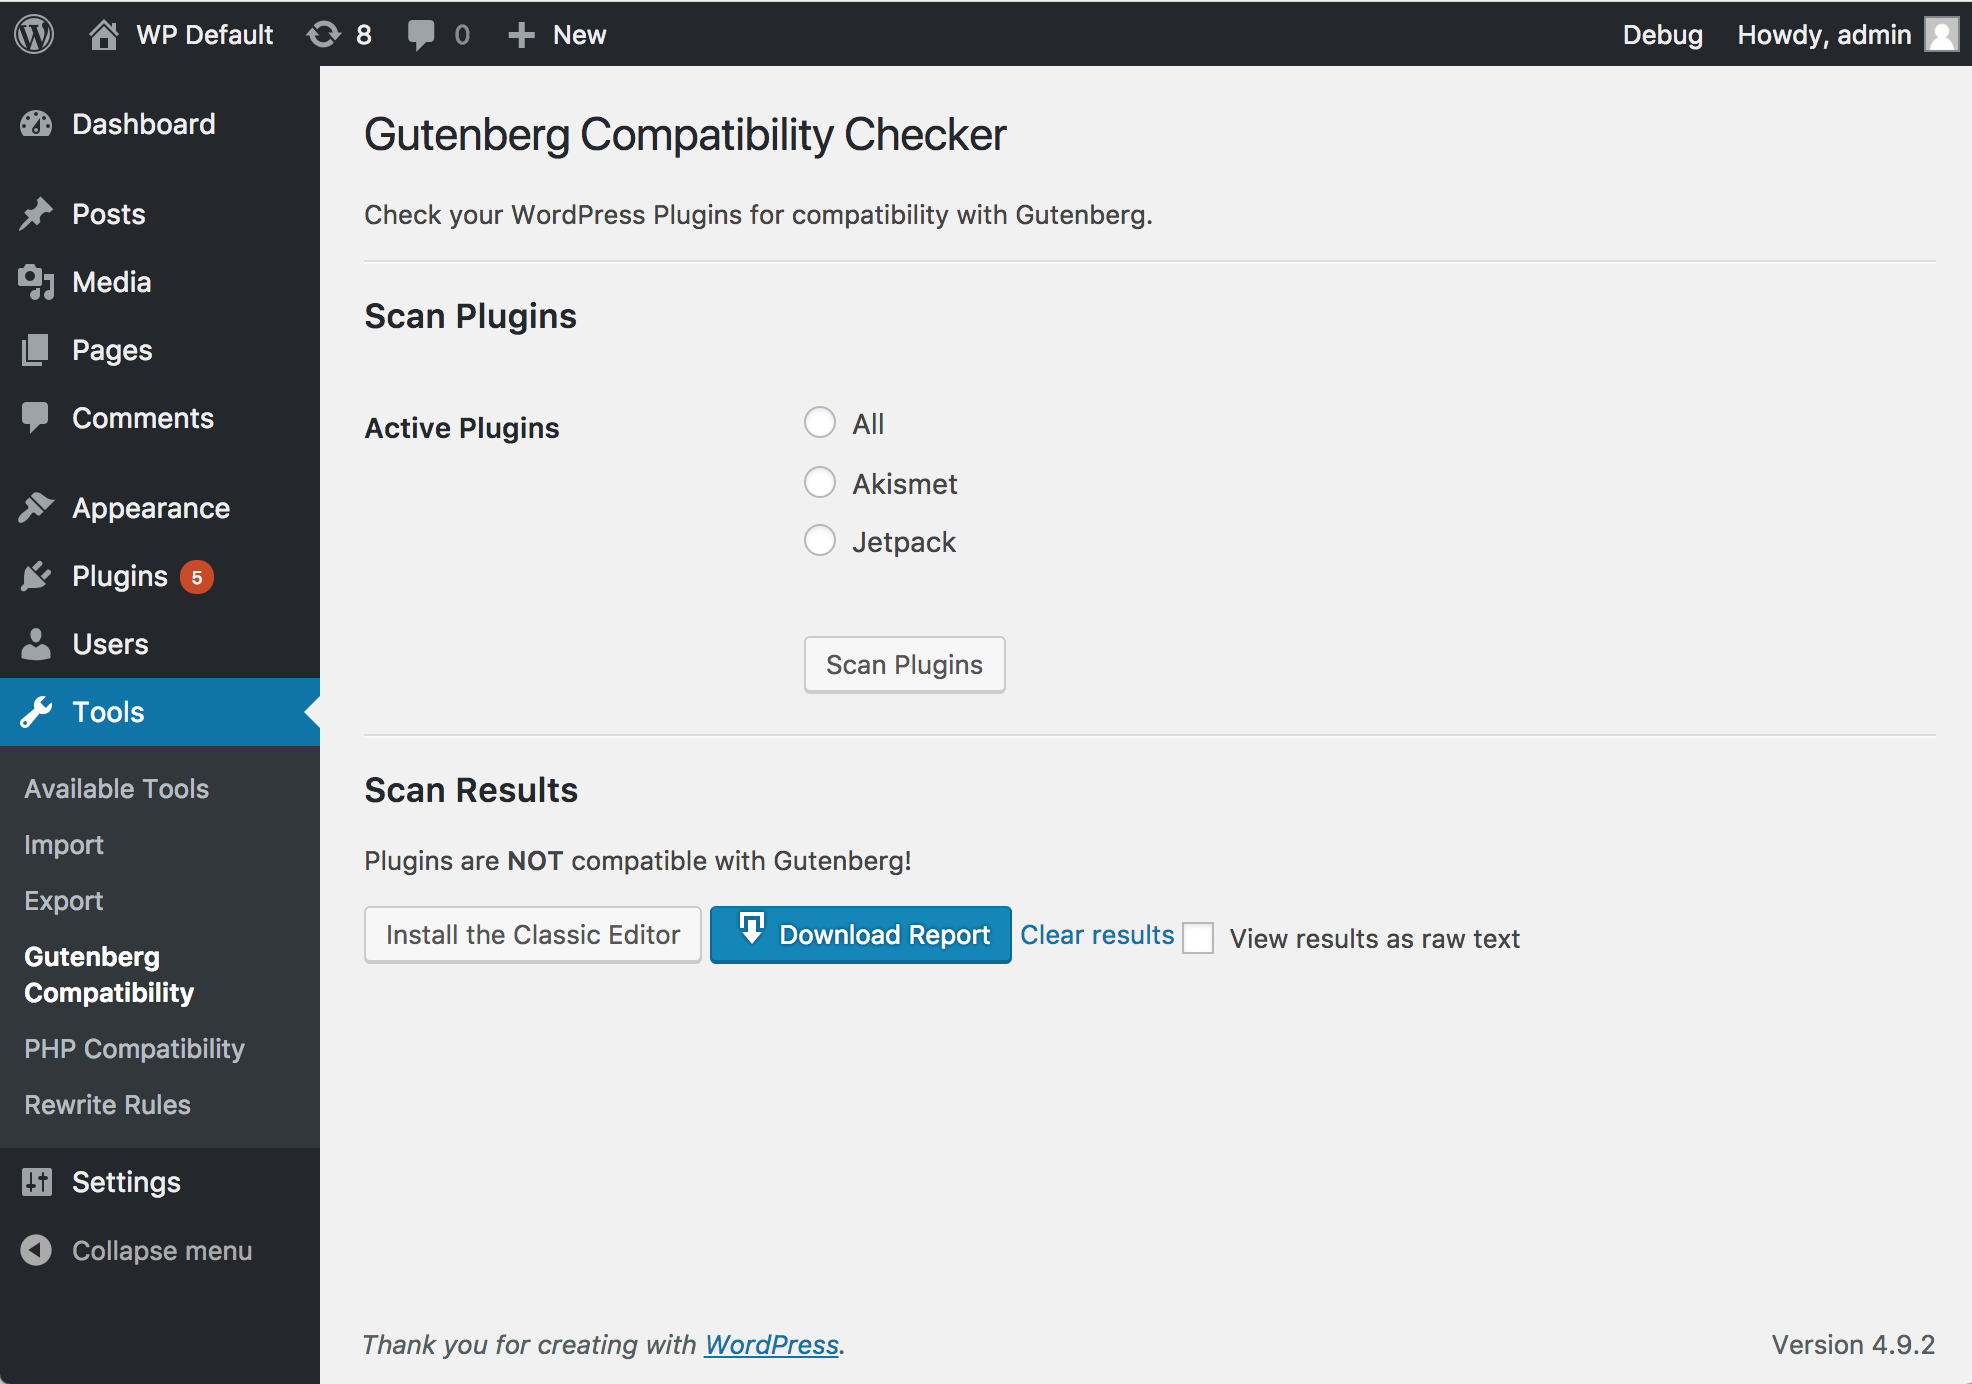 WP Default 8 0 New Debug Howdy, admin
Dashboard
Posts
Media
Pages
Comments
Appearance
Plugins 5
Users
Tools
Available Tools
Import
Export
Gutenberg
Compatibility
PHP Compatibility
Rewrite Rules
Settings
Collapse menu
Gutenberg Compatibility Checker
Check your WordPress Plugins for compatibility with Gutenberg.
Scan Plugins
Active Plugins
All
Akismet
Jetpack
Scan Plugins
Scan Results
Plugins are NOT compatible with Gutenberg!
Install the Classic Editor Download Report Clear results View results as raw text
Thank you for creating with WordPress. Version 4.9.2